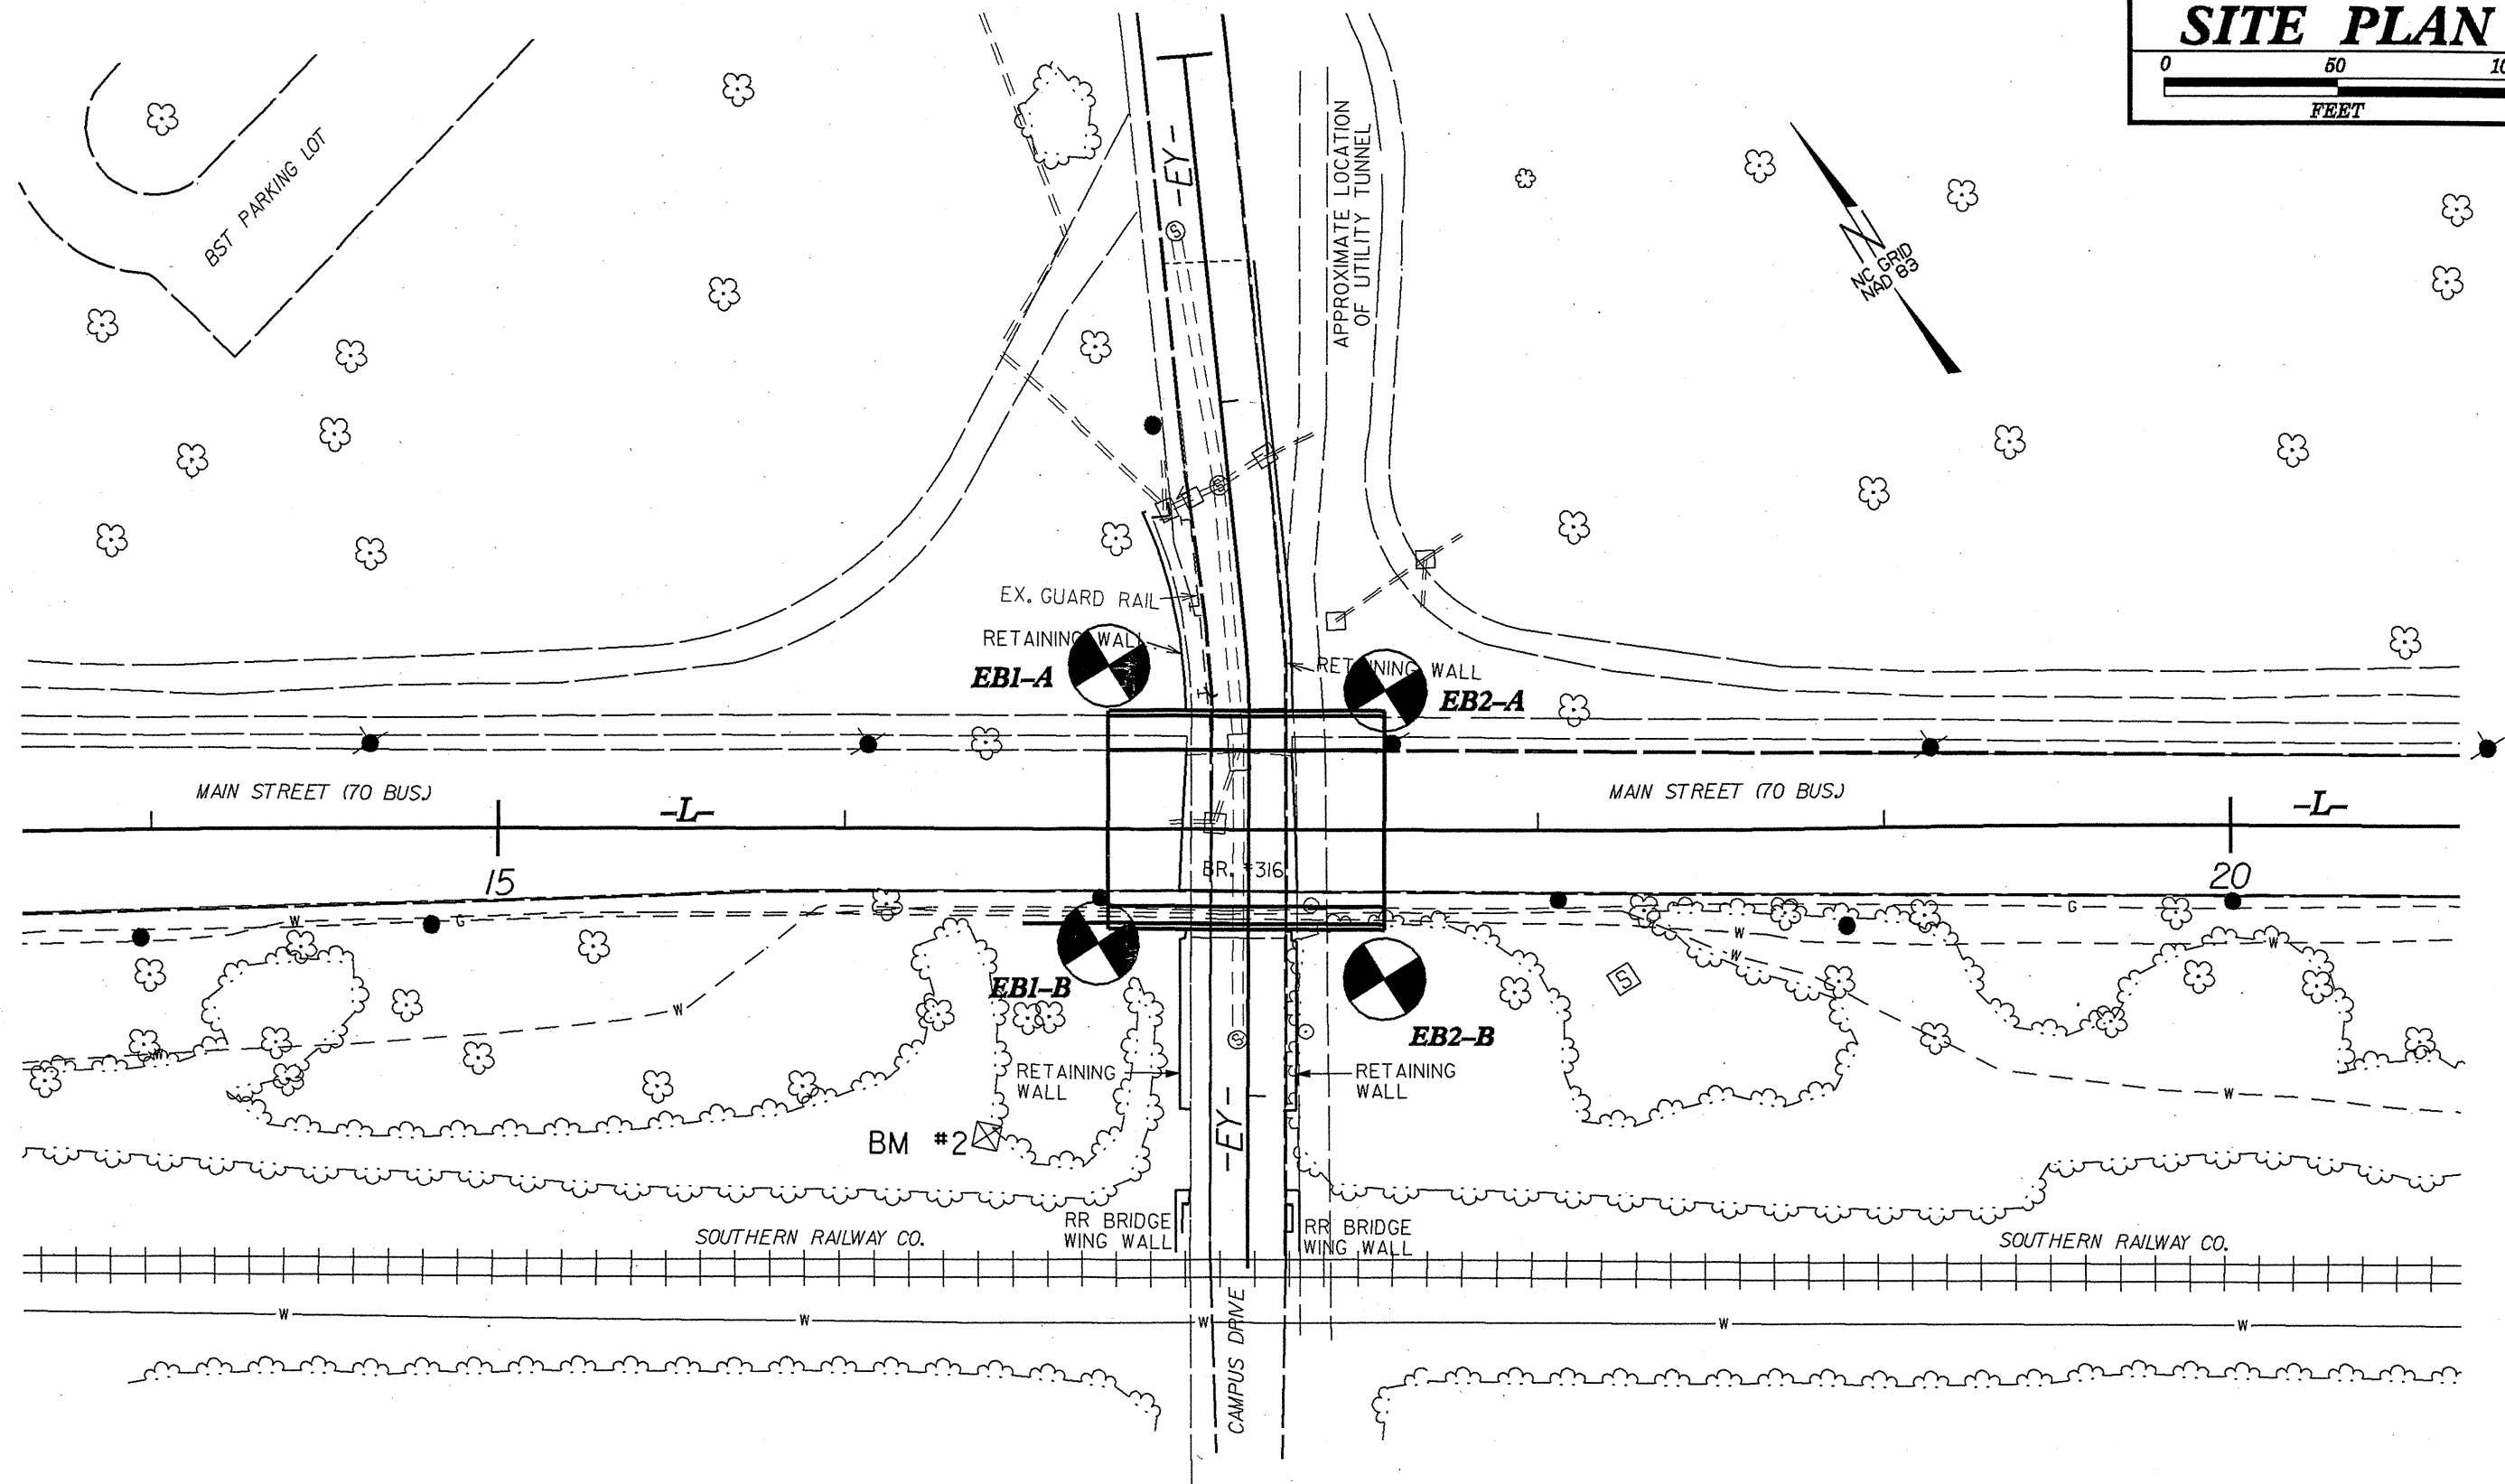 SITE PLAN
0 50
FEET
BST PARKING LOT
-EY-
S
APPROXIMATE LOCATION
OF UTILITY TUNNEL
NC GRID
NAD 83
S
EX. GUARD RAIL
RETAINING WALL
RETAINING WALL
EB1-A
EB2-A
MAIN STREET (70 BUS.)
MAIN STREET (70 BUS.)
-L-
-L-
15
BR. #316
20
W
G
G
W
W
W
EB1-B
S
W
EB2-B
S
W
W
RETAINING
WALL
RETAINING
WALL
-EY-
BM #2
RR BRIDGE
WING WALL
RR BRIDGE
WING WALL
SOUTHERN RAILWAY CO.
SOUTHERN RAILWAY CO.
W
W
W
W
W
CAMPUS DRIVE